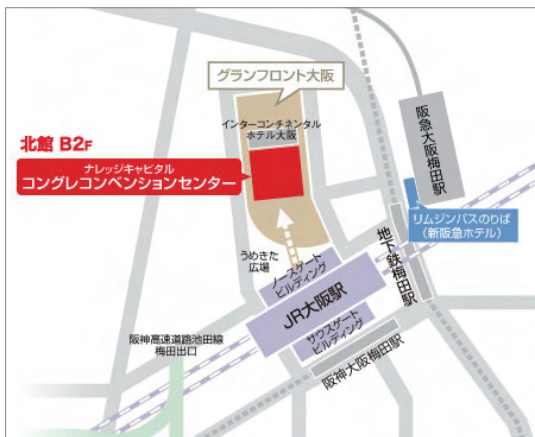 グランフロント大阪
インターコンチネンタル
ホテル大阪
北館 B2F
ナレッジキャピタル
コングレコンベンションセンター
阪急大阪梅田駅
リムジンバスのりば
（新阪急ホテル）
うめきた
広場
ノースゲート
ビルディング
地下鉄梅田駅
JR大阪駅
サウスゲート
ビルディング
阪神高速道路池田線
梅田出口
阪神大阪梅田駅